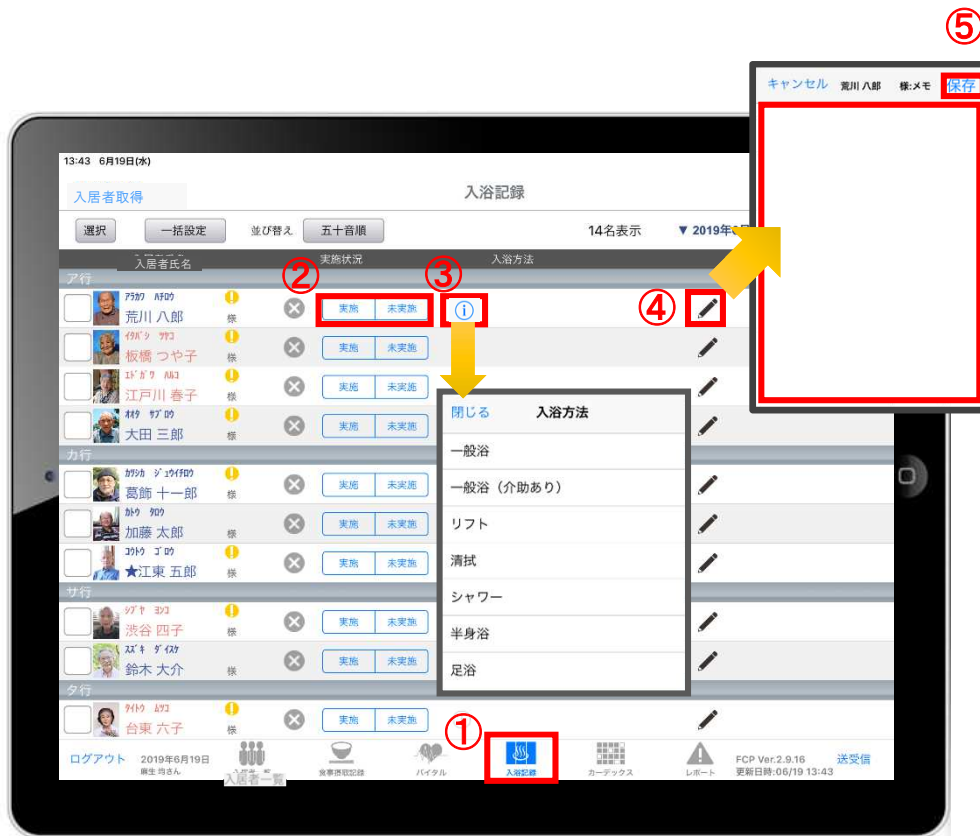 ⑤
キャンセル 荒川 八郎 様:メモ 保存
13:43 6月19日(水)
入居者取得 入浴記録
選択 一括設定 並び替え 五十音順 14名表示 ▼ 2019年
入居者氏名 実施状況 入浴方法
② ③ ④
ア行
ｱﾗｶﾜ ﾊﾁﾛｳ
荒川 八郎 様 実施 未実施
ｲﾀﾊﾞｼ ﾂﾔｺ
板橋 つや子 様 実施 未実施
ｴﾄﾞｶﾞﾜ ﾊﾙｺ
江戸川 春子 様 実施 未実施
ｵｵﾀ ｻﾌﾞﾛｳ
大田 三郎 様 実施 未実施
カ行
ｶﾂｼｶ ｼﾞｭｳｲﾁﾛｳ
葛飾 十一郎 様 実施 未実施
ｶﾄｳ ﾀﾛｳ
加藤 太郎 様 実施 未実施
ｺｳﾄｳ ｺﾞﾛｳ
★江東 五郎 様 実施 未実施
サ行
ｼﾌﾞﾔ ﾖﾝｺ
渋谷 四子 様 実施 未実施
ｽｽﾞｷ ﾀﾞｲｽｹ
鈴木 大介 様 実施 未実施
タ行
ﾀｲﾄｳ ﾑﾂｺ
台東 六子 様 実施 未実施
閉じる 入浴方法
一般浴
一般浴（介助あり）
リフト
清拭
シャワー
半身浴
足浴
①
ログアウト 2019年6月19日
麻生 均さん
入居者一覧 食事摂取記録 バイタル 入浴記録 カーデックス レポート
FCP Ver.2.9.16
更新日時:06/19 13:43
送受信